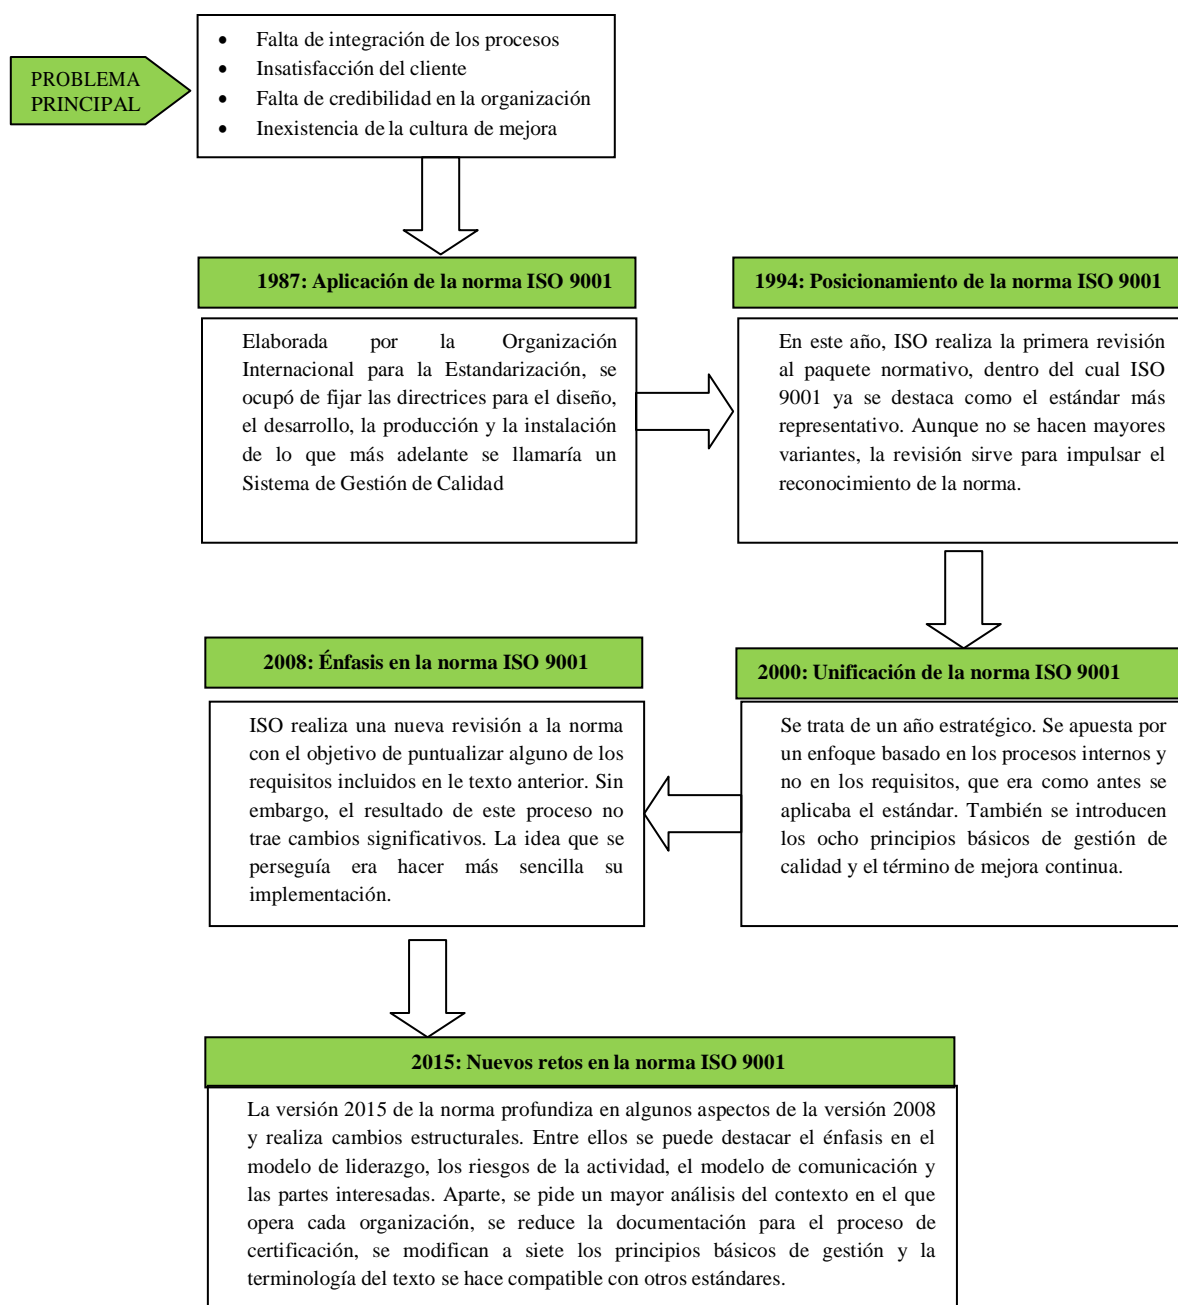 PROBLEMA
PRINCIPAL
• Falta de integración de los procesos
• Insatisfacción del cliente
• Falta de credibilidad en la organización
• Inexistencia de la cultura de mejora
1987: Aplicación de la norma ISO 9001
Elaborada por la Organización
Internacional para la Estandarización, se
ocupó de fijar las directrices para el diseño,
el desarrollo, la producción y la instalación
de lo que más adelante se llamaría un
Sistema de Gestión de Calidad
1994: Posicionamiento de la norma ISO 9001
En este año, ISO realiza la primera revisión
al paquete normativo, dentro del cual ISO
9001 ya se destaca como el estándar más
representativo. Aunque no se hacen mayores
variantes, la revisión sirve para impulsar el
reconocimiento de la norma.
2000: Unificación de la norma ISO 9001
Se trata de un año estratégico. Se apuesta por
un enfoque basado en los procesos internos y
no en los requisitos, que era como antes se
aplicaba el estándar. También se introducen
los ocho principios básicos de gestión de
calidad y el término de mejora continua.
2008: Énfasis en la norma ISO 9001
ISO realiza una nueva revisión a la norma
con el objetivo de puntualizar alguno de los
requisitos incluidos en le texto anterior. Sin
embargo, el resultado de este proceso no
trae cambios significativos. La idea que se
perseguía era hacer más sencilla su
implementación.
2015: Nuevos retos en la norma ISO 9001
La versión 2015 de la norma profundiza en algunos aspectos de la versión 2008
y realiza cambios estructurales. Entre ellos se puede destacar el énfasis en el
modelo de liderazgo, los riesgos de la actividad, el modelo de comunicación y
las partes interesadas. Aparte, se pide un mayor análisis del contexto en el que
opera cada organización, se reduce la documentación para el proceso de
certificación, se modifican a siete los principios básicos de gestión y la
terminología del texto se hace compatible con otros estándares.